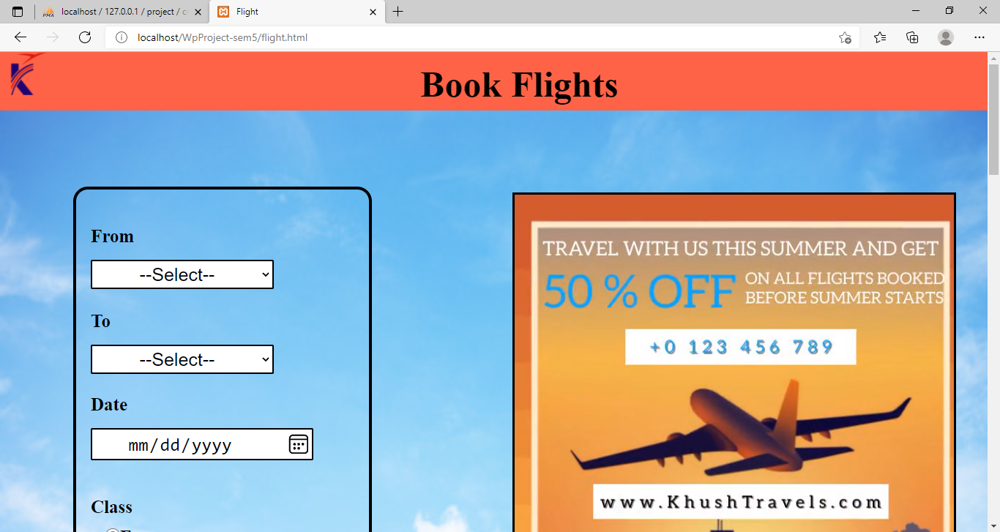 localhost / 127.0.0.1 / project / c
Flight
localhost/WpProject-sem5/flight.html
Book Flights
From
--Select--
To
--Select--
Date
mm/dd/yyyy
Class
TRAVEL WITH US THIS SUMMER AND GET
50 % OFF
ON ALL FLIGHTS BOOKED
BEFORE SUMMER STARTS
+0 123 456 789
www.KhushTravels.com